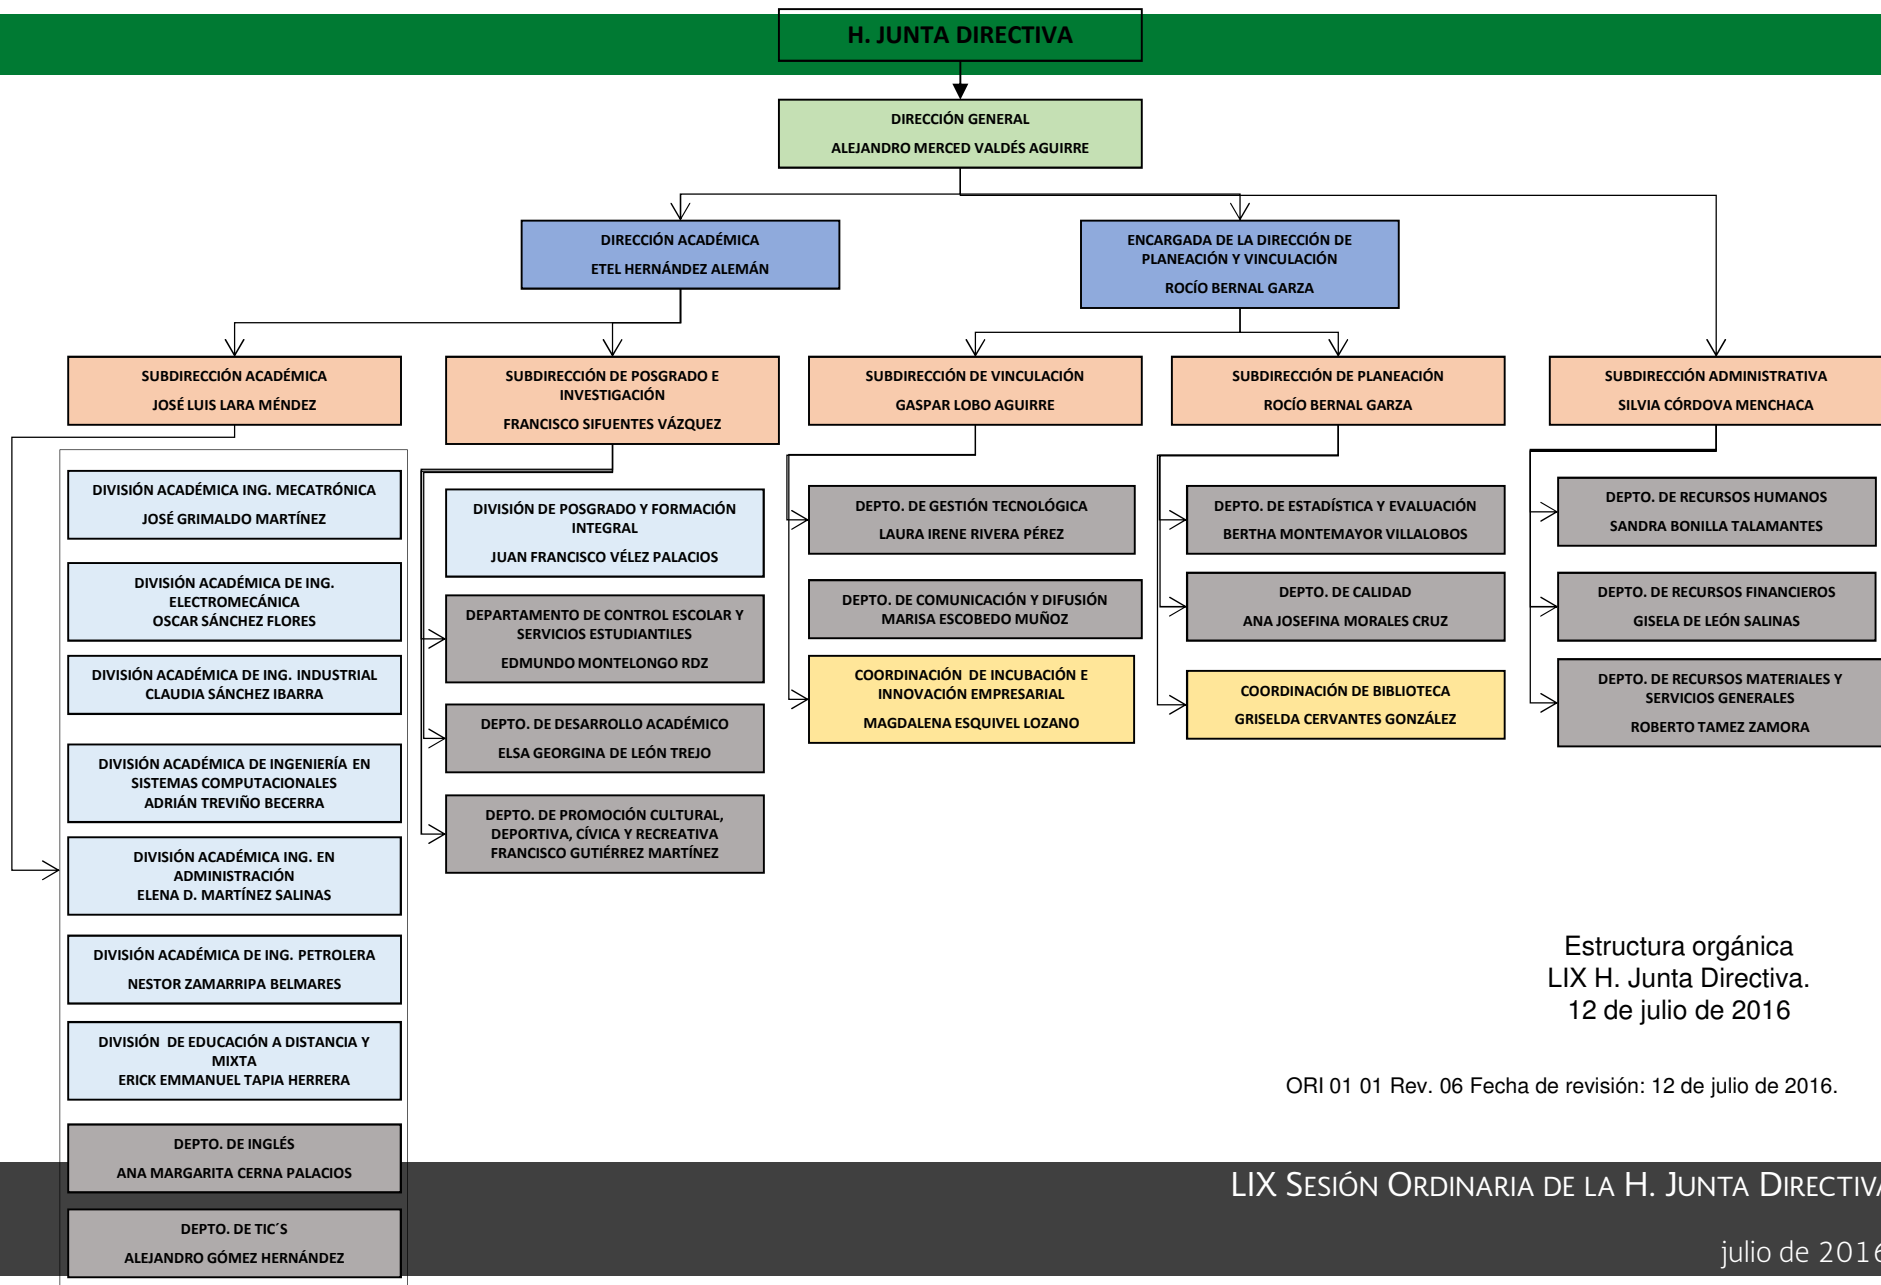 H. JUNTA DIRECTIVA
DIRECCIÓN GENERAL
ALEJANDRO MERCED VALDÉS AGUIRRE
DIRECCIÓN ACADÉMICA
ETEL HERNÁNDEZ ALEMÁN
ENCARGADA DE LA DIRECCIÓN DE
PLANEACIÓN Y VINCULACIÓN
ROCÍO BERNAL GARZA
SUBDIRECCIÓN ACADÉMICA
JOSÉ LUIS LARA MÉNDEZ
SUBDIRECCIÓN DE POSGRADO E
INVESTIGACIÓN
FRANCISCO SIFUENTES VÁZQUEZ
SUBDIRECCIÓN DE VINCULACIÓN
GASPAR LOBO AGUIRRE
SUBDIRECCIÓN DE PLANEACIÓN
ROCÍO BERNAL GARZA
SUBDIRECCIÓN ADMINISTRATIVA
SILVIA CÓRDOVA MENCHACA
DIVISIÓN ACADÉMICA ING. MECATRÓNICA
JOSÉ GRIMALDO MARTÍNEZ
DIVISIÓN ACADÉMICA DE ING.
ELECTROMECÁNICA
OSCAR SÁNCHEZ FLORES
DIVISIÓN ACADÉMICA DE ING. INDUSTRIAL
CLAUDIA SÁNCHEZ IBARRA
DIVISIÓN ACADÉMICA DE INGENIERÍA EN
SISTEMAS COMPUTACIONALES
ADRIÁN TREVIÑO BECERRA
DIVISIÓN ACADÉMICA ING. EN
ADMINISTRACIÓN
ELENA D. MARTÍNEZ SALINAS
DIVISIÓN ACADÉMICA DE ING. PETROLERA
NESTOR ZAMARRIPA BELMARES
DIVISIÓN DE EDUCACIÓN A DISTANCIA Y
MIXTA
ERICK EMMANUEL TAPIA HERRERA
DEPTO. DE INGLÉS
ANA MARGARITA CERNA PALACIOS
DEPTO. DE TIC´S
ALEJANDRO GÓMEZ HERNÁNDEZ
DIVISIÓN DE POSGRADO Y FORMACIÓN
INTEGRAL
JUAN FRANCISCO VÉLEZ PALACIOS
DEPARTAMENTO DE CONTROL ESCOLAR Y
SERVICIOS ESTUDIANTILES
EDMUNDO MONTELONGO RDZ
DEPTO. DE DESARROLLO ACADÉMICO
ELSA GEORGINA DE LEÓN TREJO
DEPTO. DE PROMOCIÓN CULTURAL,
DEPORTIVA, CÍVICA Y RECREATIVA
FRANCISCO GUTIÉRREZ MARTÍNEZ
DEPTO. DE GESTIÓN TECNOLÓGICA
LAURA IRENE RIVERA PÉREZ
DEPTO. DE COMUNICACIÓN Y DIFUSIÓN
MARISA ESCOBEDO MUÑOZ
COORDINACIÓN DE INCUBACIÓN E
INNOVACIÓN EMPRESARIAL
MAGDALENA ESQUIVEL LOZANO
DEPTO. DE ESTADÍSTICA Y EVALUACIÓN
BERTHA MONTEMAYOR VILLALOBOS
DEPTO. DE CALIDAD
ANA JOSEFINA MORALES CRUZ
COORDINACIÓN DE BIBLIOTECA
GRISELDA CERVANTES GONZÁLEZ
DEPTO. DE RECURSOS HUMANOS
SANDRA BONILLA TALAMANTES
DEPTO. DE RECURSOS FINANCIEROS
GISELA DE LEÓN SALINAS
DEPTO. DE RECURSOS MATERIALES Y
SERVICIOS GENERALES
ROBERTO TAMEZ ZAMORA
Estructura orgánica
LIX H. Junta Directiva.
12 de julio de 2016
ORI 01 01 Rev. 06 Fecha de revisión: 12 de julio de 2016.
LIX SESIÓN ORDINARIA DE LA H. JUNTA DIRECTIVA
julio de 2016